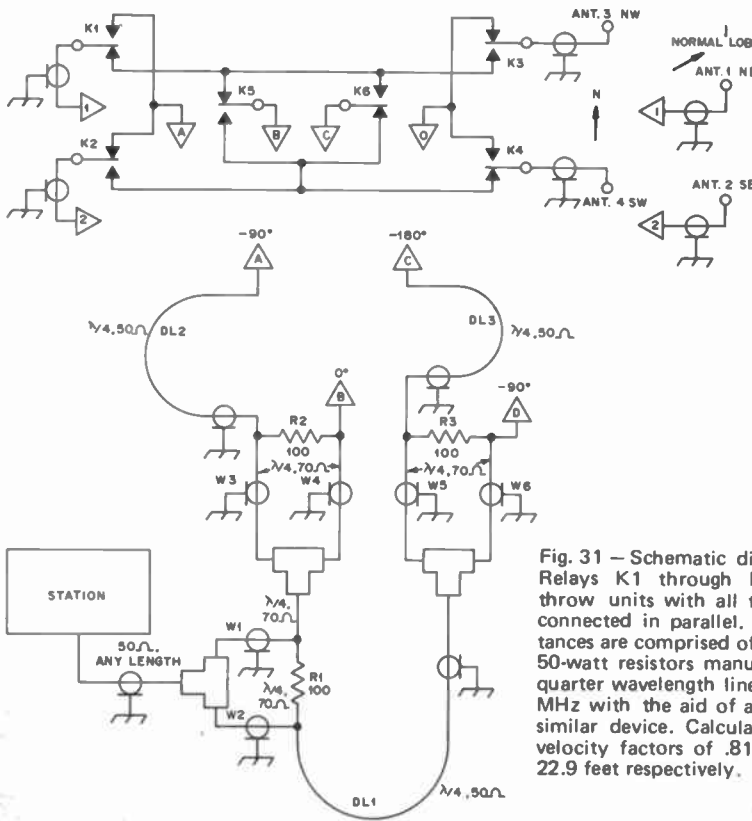 ANT. 3 NW
NORMAL LOB
ANT. 1 N
K1
K3
K5
K6
N
1
A
B
C
O
1
K2
K4
ANT. 4 SW
ANT. 2 SE
2
2
-90°
A
-180°
C
λ/4,50Ω
DL2
DL3
λ/4,50Ω
0°
B
-90°
D
R2
100
R3
100
λ/4,70Ω
λ/4,70Ω
W3
W4
W5
W6
STATION
50Ω,
ANY LENGTH
λ/4,
70Ω
W1
R1
100
λ/4,
70Ω
W2
DL1
λ/4,50Ω
Fig. 31 — Schematic di
Relays K1 through
throw units with all t
connected in parallel.
tances are comprised of
50-watt resistors manu
quarter wavelength line
MHz with the aid of a
similar device. Calcula
velocity factors of .81
22.9 feet respectively.